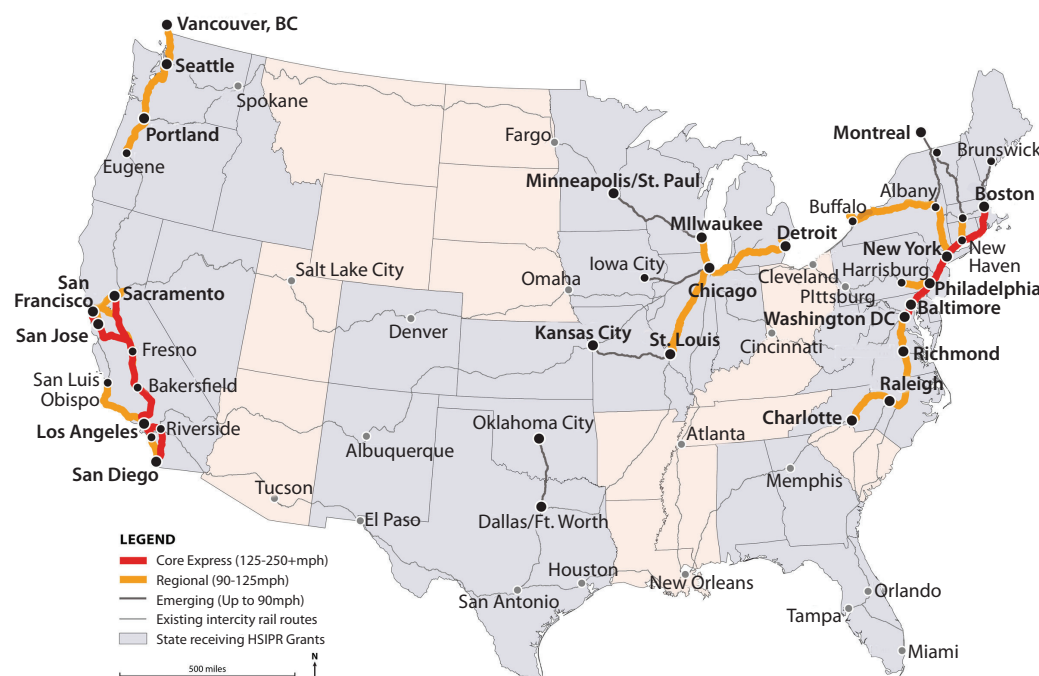 Vancouver, BC
Seattle
Spokane
Portland
Eugene
Fargo
Minneapolis/St. Paul
Montreal
Brunswick
Albany
Boston
Buffalo
MIlwaukee
Detroit
New York
New
Haven
Salt Lake City
Omaha
Iowa City
Chicago
Cleveland
Harrisburg
PIttsburg
Philadelphia
Baltimore
Washington DC
San
Francisco
Sacramento
San Jose
Denver
Kansas City
St. Louis
Cincinnati
Richmond
Fresno
San Luis
Obispo
Bakersfield
Raleigh
Charlotte
Los Angeles
Riverside
Oklahoma City
Atlanta
Albuquerque
San Diego
Memphis
Tucson
El Paso
Dallas/Ft. Worth
Houston
San Antonio
New Orleans
Orlando
Tampa
Miami
LEGEND
Core Express (125-250+mph)
Regional (90-125mph)
Emerging (Up to 90mph)
Existing intercity rail routes
State receiving HSIPR Grants
500 miles
N